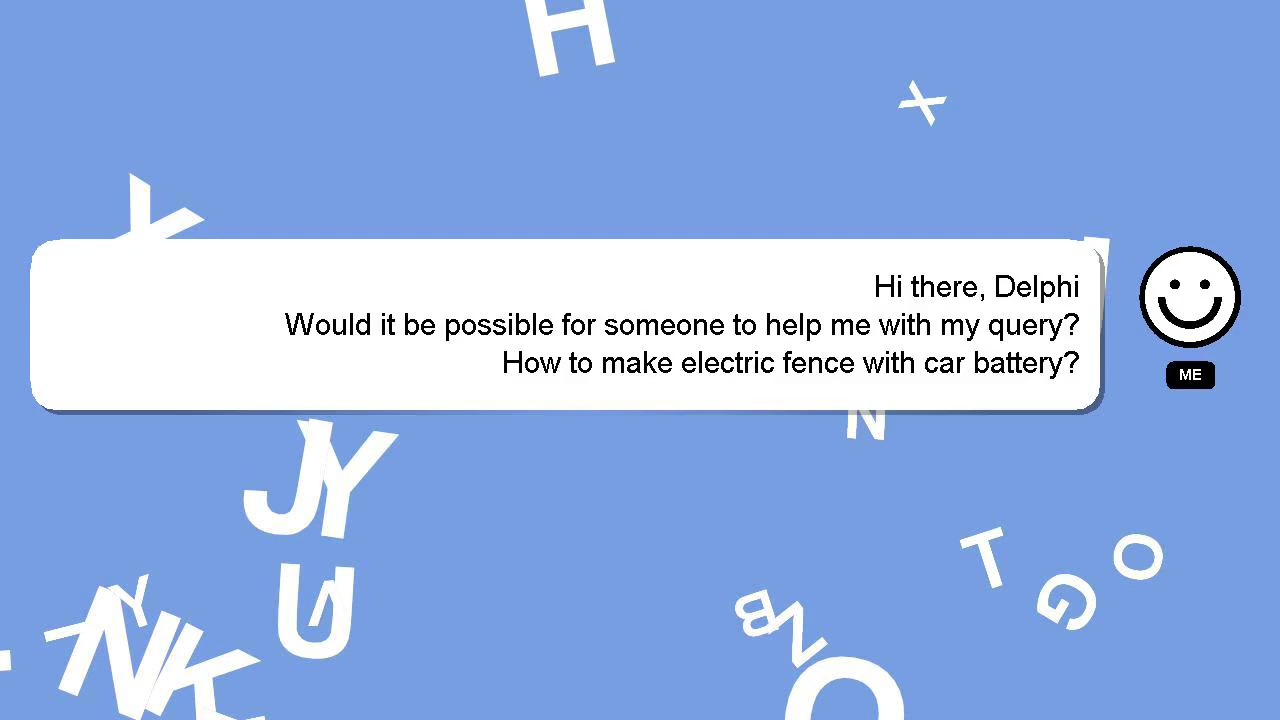 H
X
Y
Hi there, Delphi
Would it be possible for someone to help me with my query?
How to make electric fence with car battery?
ME
N
J
Y
T
O
G
U
Y
B
N
Z
K
O